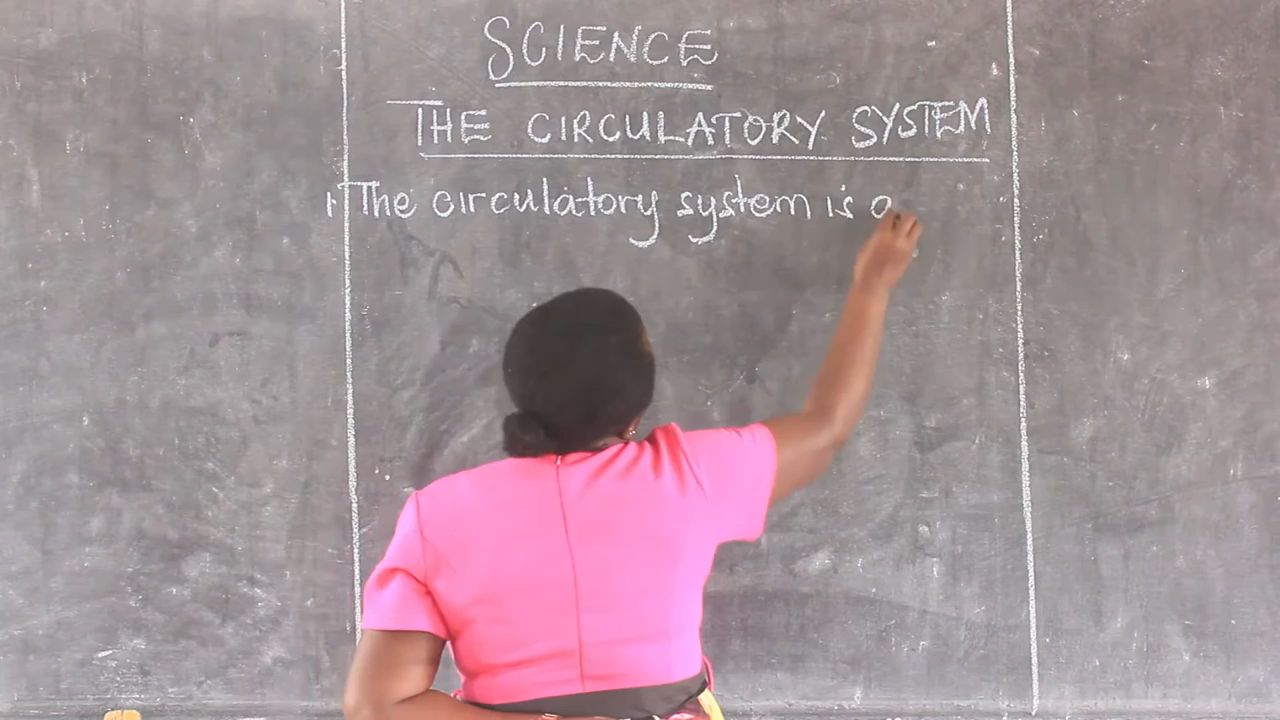 SCIENCE
THE CIRCULATORY SYSTEM
1 The circulatory system is a